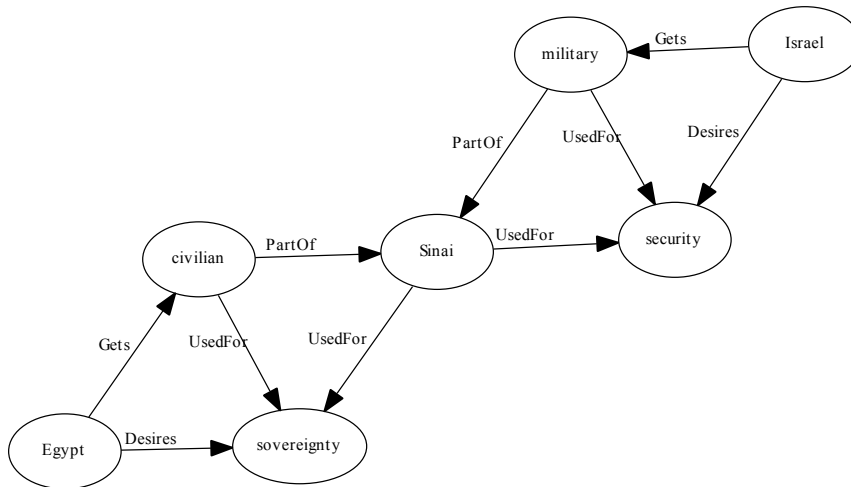 Israel
Gets
military
Desires
PartOf
UsedFor
security
UsedFor
Sinai
PartOf
civilian
UsedFor
UsedFor
Gets
Desires
sovereignty
Egypt